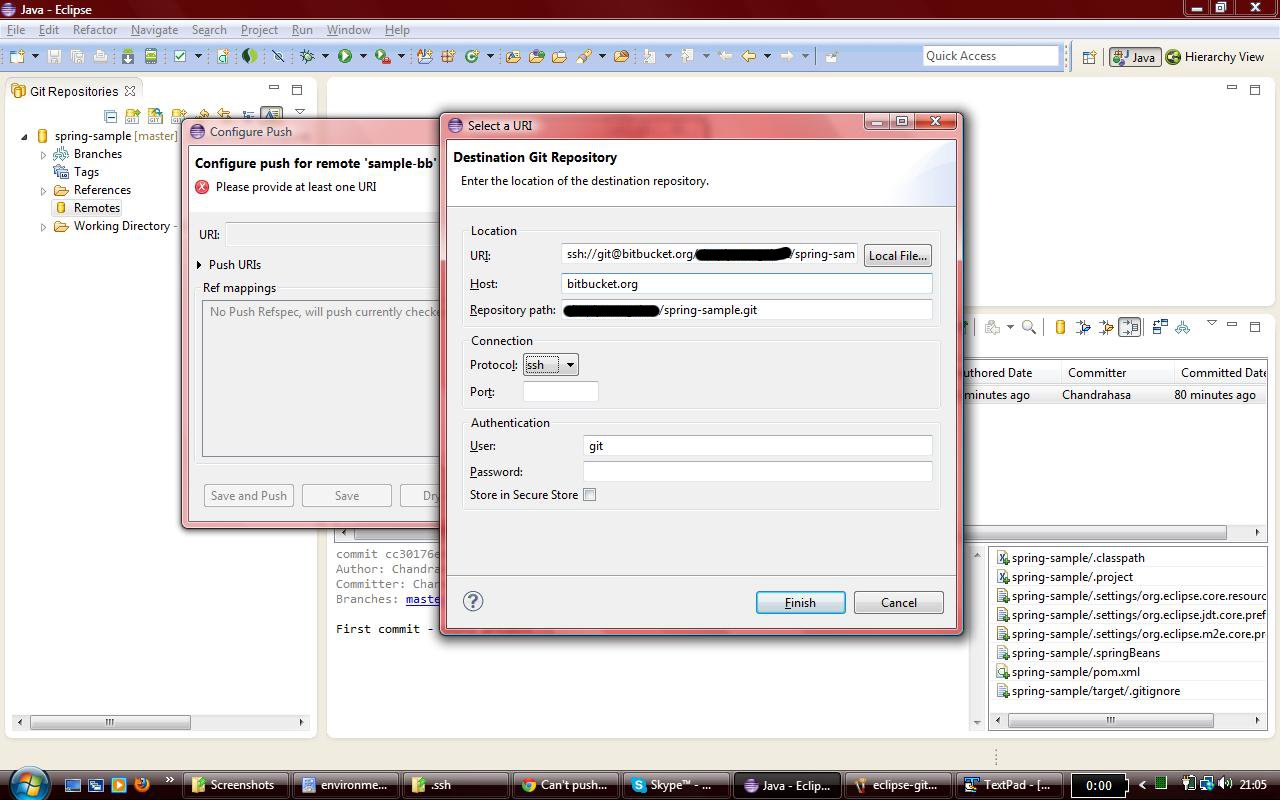 Java - Eclipse
File Edit Refactor Navigate Search Project Run Window Help
Quick Access
Java
Hierarchy View
Git Repositories
spring-sample [master]
Branches
Tags
References
Remotes
Working Directory -
Configure Push
Configure push for remote 'sample-bb'
Please provide at least one URI
URI:
Push URIs
Ref mappings
No Push Refspec, will push currently checke
Save and Push
Save
Dry
Select a URI
Destination Git Repository
Enter the location of the destination repository.
Location
URI: ssh://git@bitbucket.org/ /spring-sam Local File...
Host: bitbucket.org
Repository path: /spring-sample.git
Connection
Protocol: ssh
Port:
Authentication
User: git
Password:
Store in Secure Store
Finish
Cancel
uthored Date Committer Committed Date
minutes ago Chandrahasa 80 minutes ago
commit cc30176e
Author: Chandra
Committer: Chan
Branches: maste
First commit -
spring-sample/.classpath
spring-sample/.project
spring-sample/.settings/org.eclipse.core.resourc
spring-sample/.settings/org.eclipse.jdt.core.pref
spring-sample/.settings/org.eclipse.m2e.core.pr
spring-sample/.springBeans
spring-sample/pom.xml
spring-sample/target/.gitignore
Screenshots
environme...
.ssh
Can't push...
Skype™ - ...
Java - Eclip...
eclipse-git...
TextPad - [...
0:00
21:05